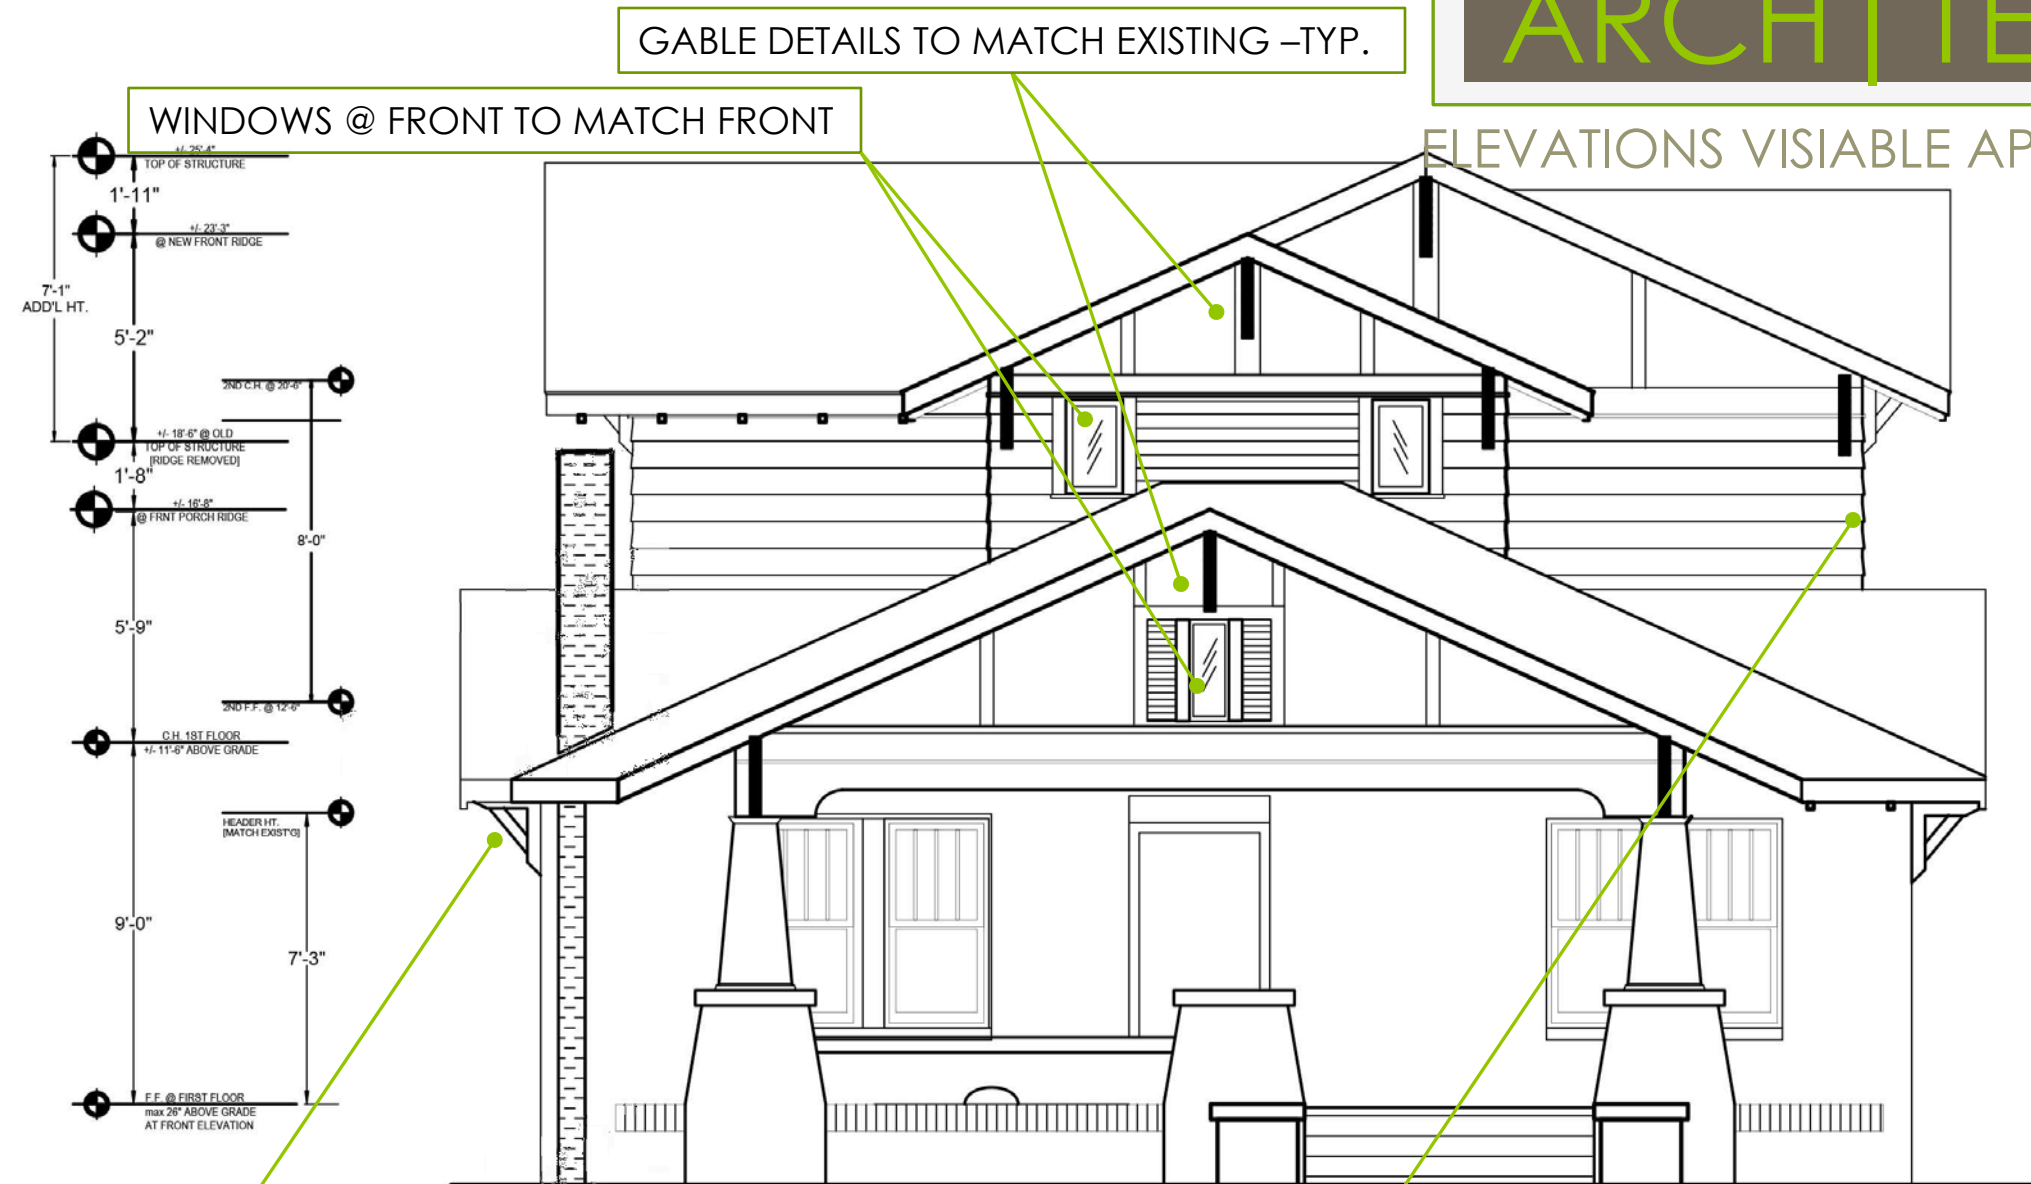 GABLE DETAILS TO MATCH EXISTING –TYP.
ARCH|TE
WINDOWS @ FRONT TO MATCH FRONT
ELEVATIONS VISIABLE AP
+/- 25'-4"
TOP OF STRUCTURE
1'-11"
+/- 23'-3"
@ NEW FRONT RIDGE
7'-1"
ADD'L HT.
5'-2"
2ND C.H. @ 20'-6"
+/- 18'-6" @ OLD
TOP OF STRUCTURE
[RIDGE REMOVED]
1'-8"
+/- 16'-8"
@ FRNT PORCH RIDGE
8'-0"
5'-9"
2ND F.F. @ 12'-6"
C.H. 1ST FLOOR
+/- 11'-6" ABOVE GRADE
HEADER HT.
[MATCH EXIST'G]
9'-0"
7'-3"
F.F. @ FIRST FLOOR
max 26" ABOVE GRADE
AT FRONT ELEVATION